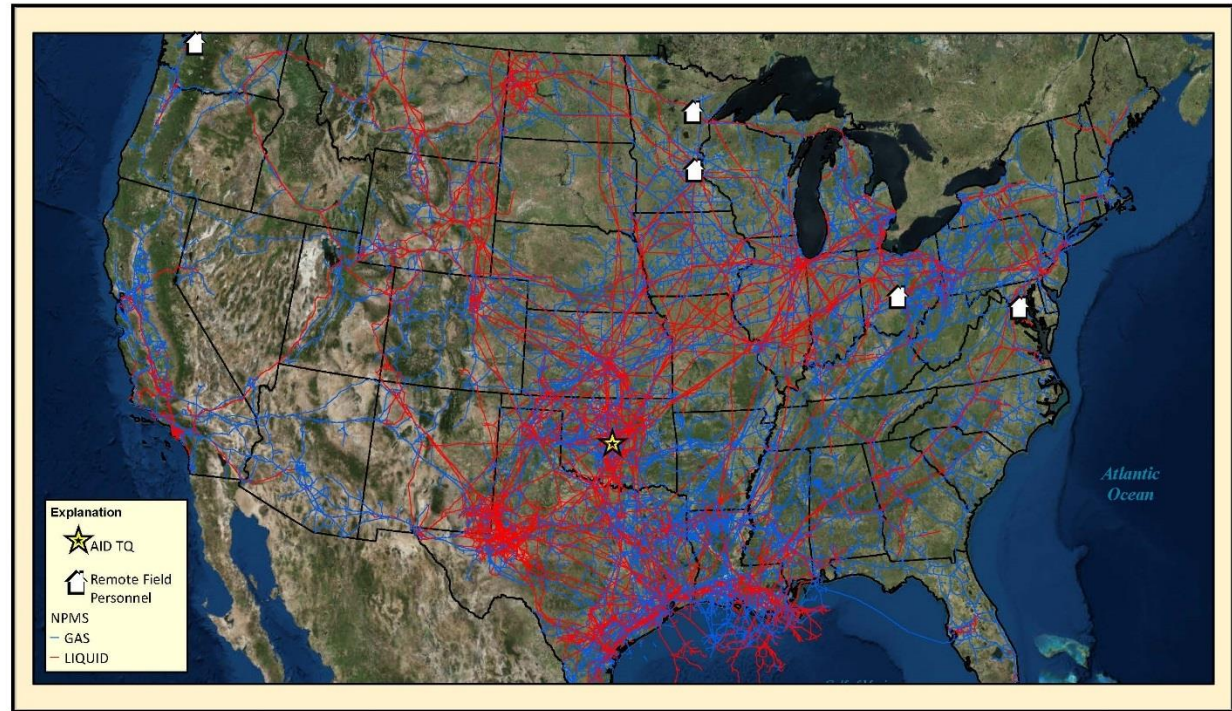 Atlantic
Ocean
Explanation
AID TQ
Remote Field
Personnel
NPMS
GAS
LIQUID